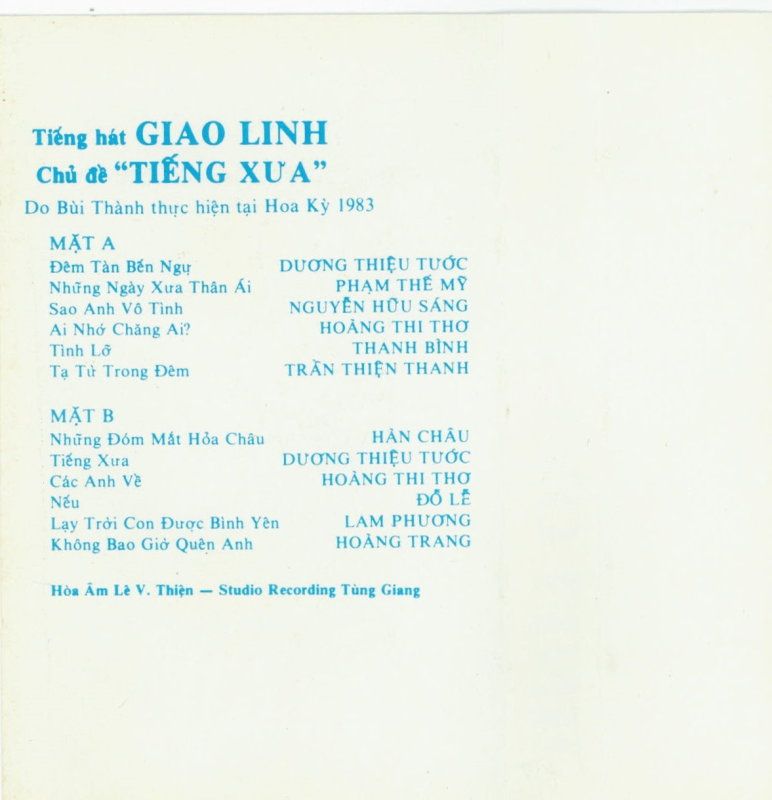 Tiếng hát GIAO LINH
Chủ đề “TIẾNG XƯA”
Do Bùi Thành thực hiện tại Hoa Kỳ 1983
MẶT A
Đêm Tàn Bến Ngự DƯƠNG THIỆU TƯỚC
Những Ngày Xưa Thân Ái PHẠM THẾ MỸ
Sao Anh Vô Tình NGUYỄN HỮU SÁNG
Ai Nhớ Chăng Ai? HOÀNG THI THƠ
Tình Lỡ THANH BÌNH
Tạ Từ Trong Đêm TRẦN THIỆN THANH
MẶT B
Những Đóm Mắt Hỏa Châu HÀN CHÂU
Tiếng Xưa DƯƠNG THIỆU TƯỚC
Các Anh Về HOÀNG THI THƠ
Nếu ĐỖ LỄ
Lạy Trời Con Được Bình Yên LAM PHƯƠNG
Không Bao Giờ Quên Anh HOÀNG TRANG
Hòa Âm Lê V. Thiện — Studio Recording Tùng Giang